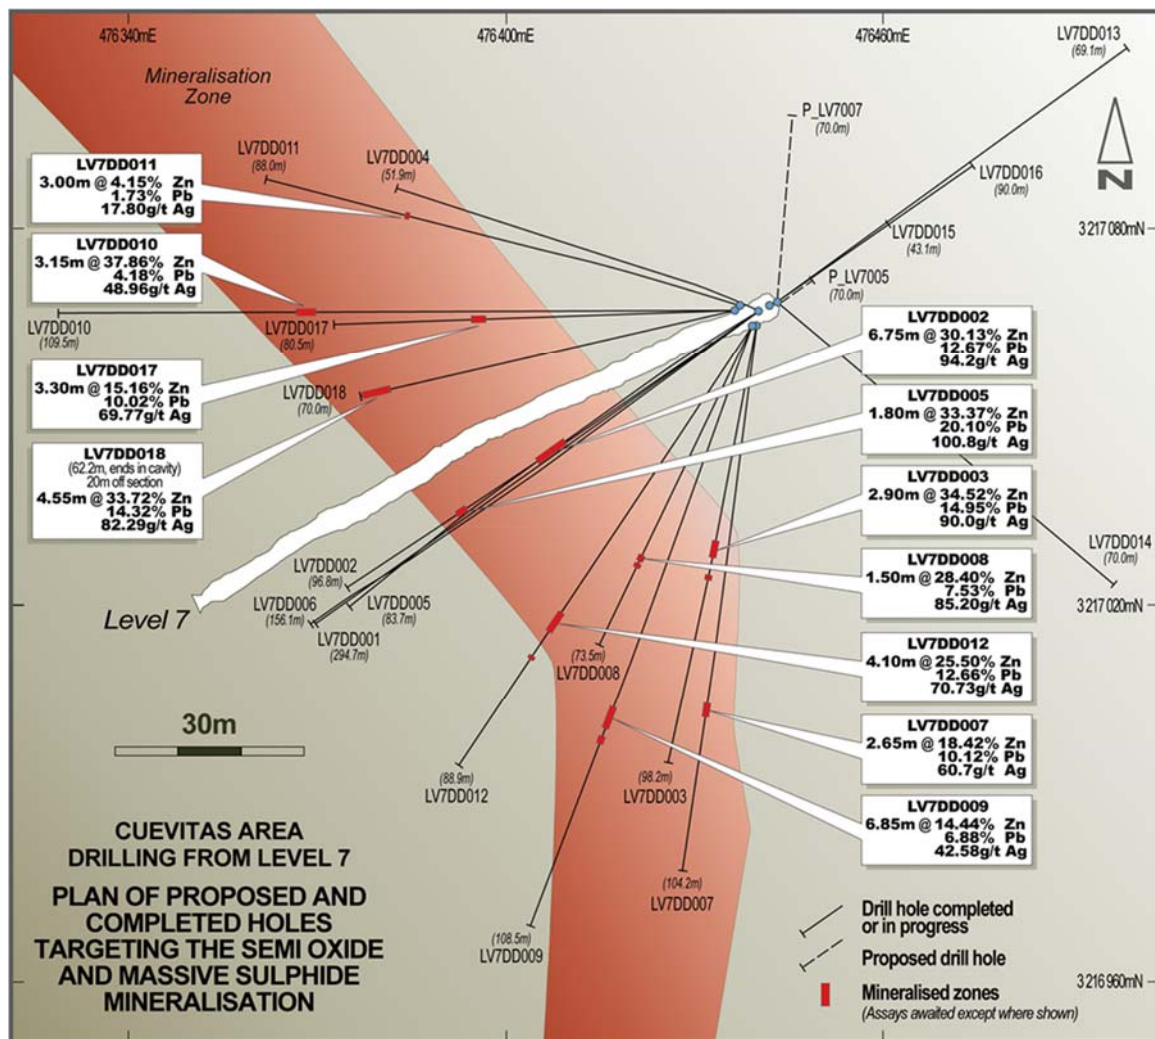 476 340mE
476 400mE
476 460mE
LV7DD013
(69.1m)
Mineralisation
Zone
P_LV7007
(70.0m)
LV7DD011
(88.0m)
LV7DD004
(51.9m)
N
LV7DD016
(90.0m)
LV7DD015
(43.1m)
3 217 080mN
P_LV7005
(70.0m)
LV7DD011
3.00m @ 4.15% Zn
1.73% Pb
17.80g/t Ag
LV7DD010
3.15m @ 37.86% Zn
4.18% Pb
48.96g/t Ag
LV7DD010
(109.5m)
LV7DD017
(80.5m)
LV7DD017
3.30m @ 15.16% Zn
10.02% Pb
69.77g/t Ag
LV7DD018
(70.0m)
LV7DD018
(62.2m, ends in cavity)
20m off section
4.55m @ 33.72% Zn
14.32% Pb
82.29g/t Ag
LV7DD002
6.75m @ 30.13% Zn
12.67% Pb
94.2g/t Ag
LV7DD005
1.80m @ 33.37% Zn
20.10% Pb
100.8g/t Ag
LV7DD003
2.90m @ 34.52% Zn
14.95% Pb
90.0g/t Ag
LV7DD008
1.50m @ 28.40% Zn
7.53% Pb
85.20g/t Ag
LV7DD012
4.10m @ 25.50% Zn
12.66% Pb
70.73g/t Ag
LV7DD007
2.65m @ 18.42% Zn
10.12% Pb
60.7g/t Ag
LV7DD009
6.85m @ 14.44% Zn
6.88% Pb
42.58g/t Ag
LV7DD014
(70.0m)
3 217 020mN
LV7DD002
(96.8m)
LV7DD006
(156.1m)
LV7DD005
(83.7m)
LV7DD001
(294.7m)
Level 7
(73.5m)
LV7DD008
30m
(88.9m)
LV7DD012
(98.2m)
LV7DD003
(104.2m)
LV7DD007
(108.5m)
LV7DD009
CUEVITAS AREA
DRILLING FROM LEVEL 7
PLAN OF PROPOSED AND
COMPLETED HOLES
TARGETING THE SEMI OXIDE
AND MASSIVE SULPHIDE
MINERALISATION
Drill hole completed
or in progress
Proposed drill hole
Mineralised zones
(Assays awaited except where shown)
3 216 960mN